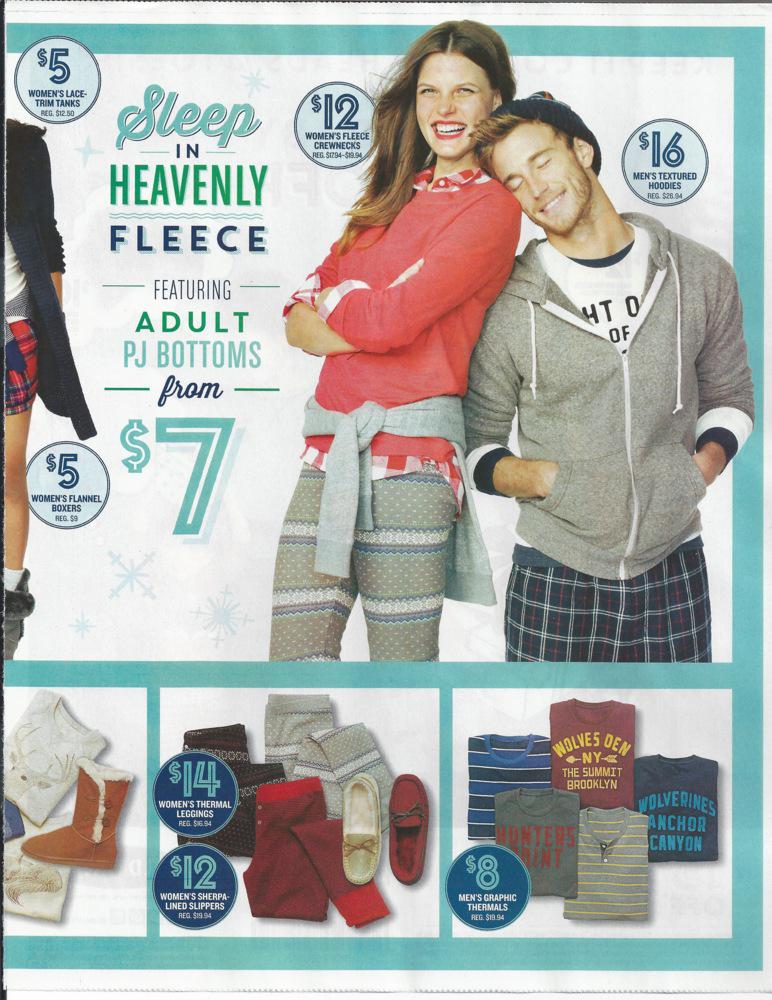 $5
WOMEN'S LACE-
TRIM TANKS
REG. $12.50
Sleep
IN
HEAVENLY
FLEECE
FEATURING
ADULT
PJ BOTTOMS
from
$7
$12
WOMEN'S FLEECE
CREWNECKS
REG. $17.94-$19.94
$16
MEN'S TEXTURED
HOODIES
REG. $26.94
HT O
OF
$5
WOMEN'S FLANNEL
BOXERS
REG. $9
$14
WOMEN'S THERMAL
LEGGINGS
REG. $16.94
$12
WOMEN'S SHERPA-
LINED SLIPPERS
REG. $19.94
WOLVES DEN
NY
THE SUMMIT
BROOKLYN
WOLVERINES
ANCHOR
CANYON
HUNTERS
$8
MEN'S GRAPHIC
THERMALS
REG. $19.94